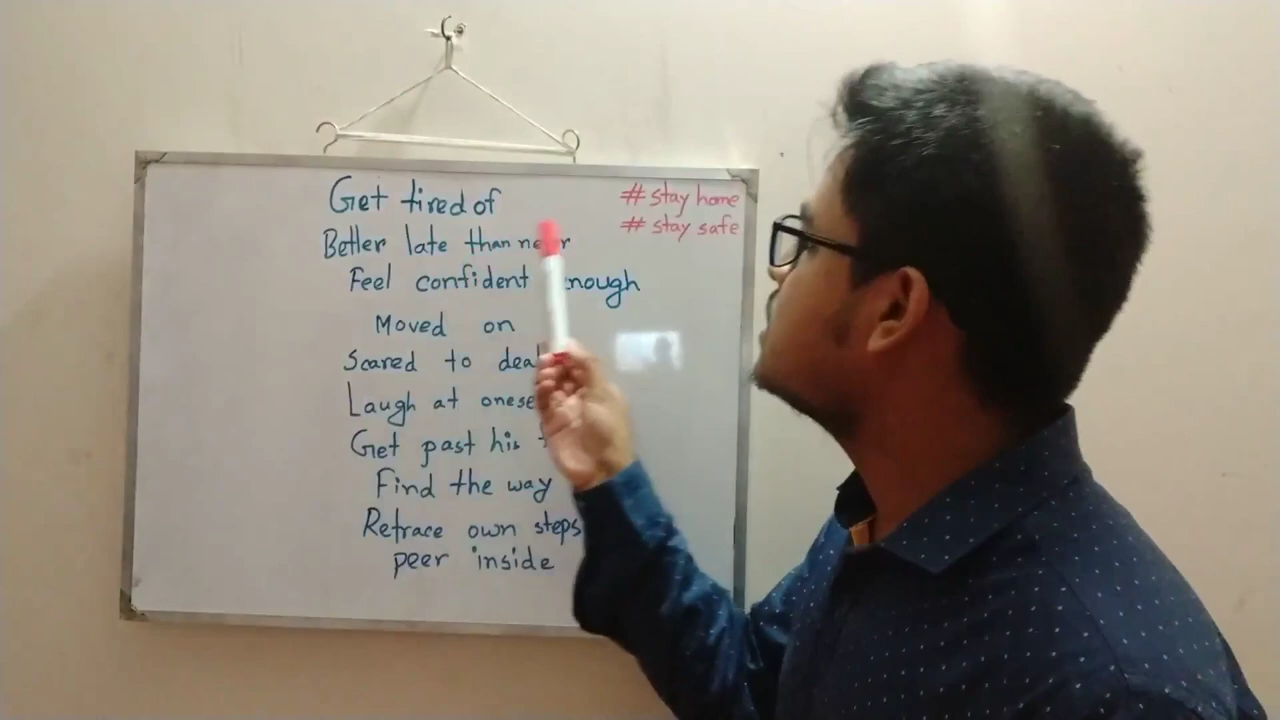 Get tired of
# stay home
# stay safe
Better late than
Feel confident
Moved on
Scared to
Laugh at
Get past his
Find the way
Retrace own steps
peer inside